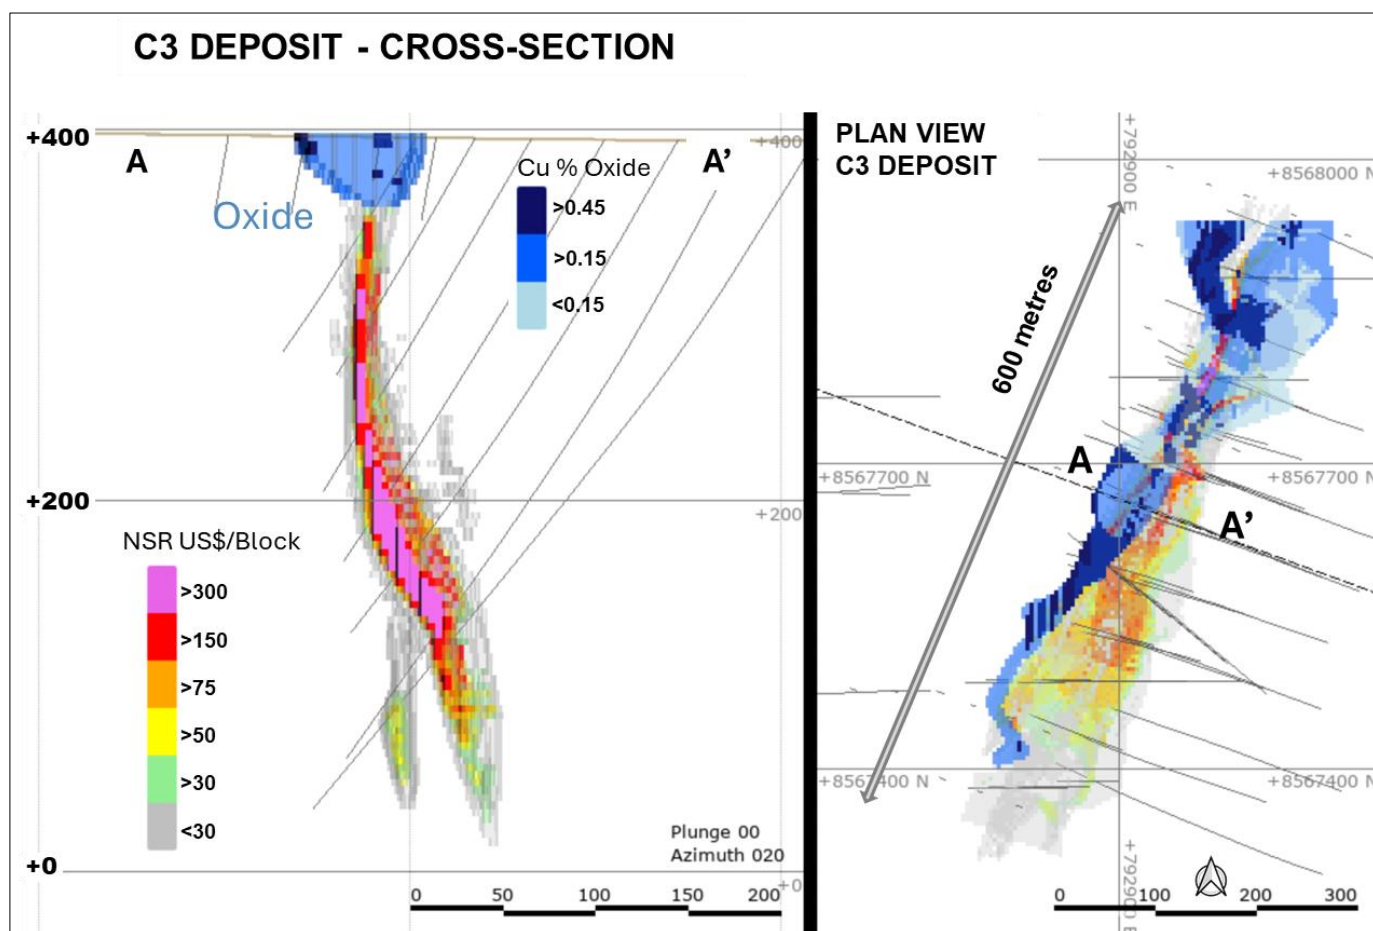 C3 DEPOSIT - CROSS-SECTION
+400
A
A’
+400
Oxide
Cu % Oxide
>0.45
>0.15
<0.15
+200
+200
NSR US$/Block
>300
>150
>75
>50
>30
<30
Plunge 00
Azimuth 020
+0
+0
0 50 100 150 200
PLAN VIEW
C3 DEPOSIT
+792900 E
+8568000 N
600 metres
A
+8567700 N
+8567700 N
A’
+8567400 N
+8567400 N
+792900 E
0 100 200 300